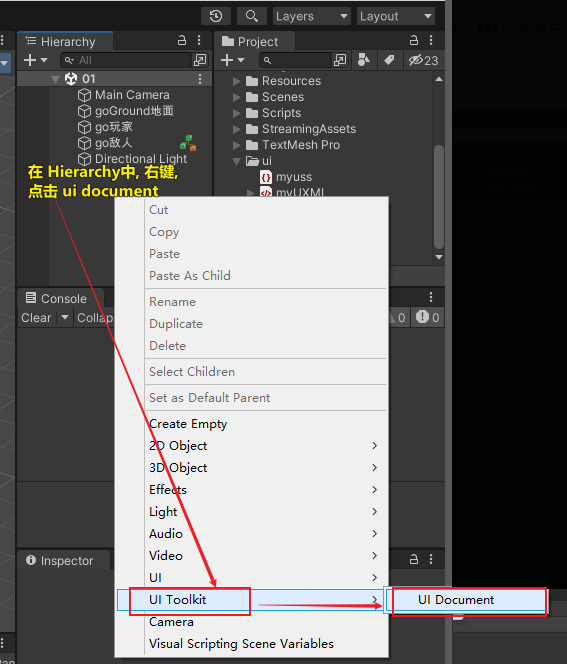 Layers
Layout
Hierarchy
Project
All
23
01
Main Camera
goGround地面
go玩家
go敌人
Directional Light
Resources
Scenes
Scripts
StreamingAssets
TextMesh Pro
ui
myuss
myUXML
在 Hierarchy中, 右键,
点击 ui document
Console
Clear
Collap
0
0
Cut
Copy
Paste
Paste As Child
Rename
Duplicate
Delete
Select Children
Set as Default Parent
Create Empty
2D Object
3D Object
Effects
Light
Audio
Video
UI
UI Toolkit
UI Document
Camera
Visual Scripting Scene Variables
Inspector